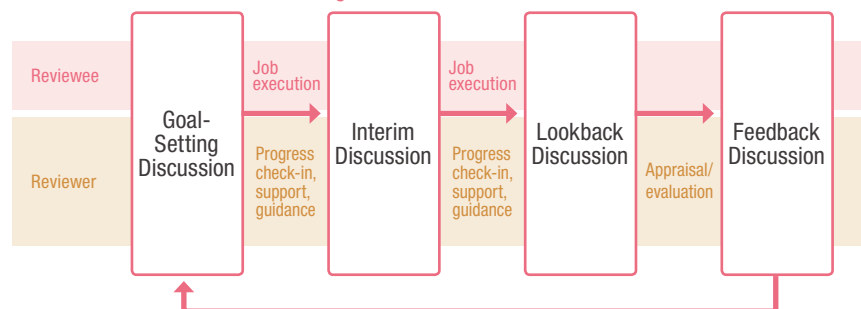 Reviewee
Reviewer
Goal-
Setting
Discussion
Job
execution
Progress
check-in,
support,
guidance
Interim
Discussion
Job
execution
Progress
check-in,
support,
guidance
Lookback
Discussion
Appraisal/
evaluation
Feedback
Discussion